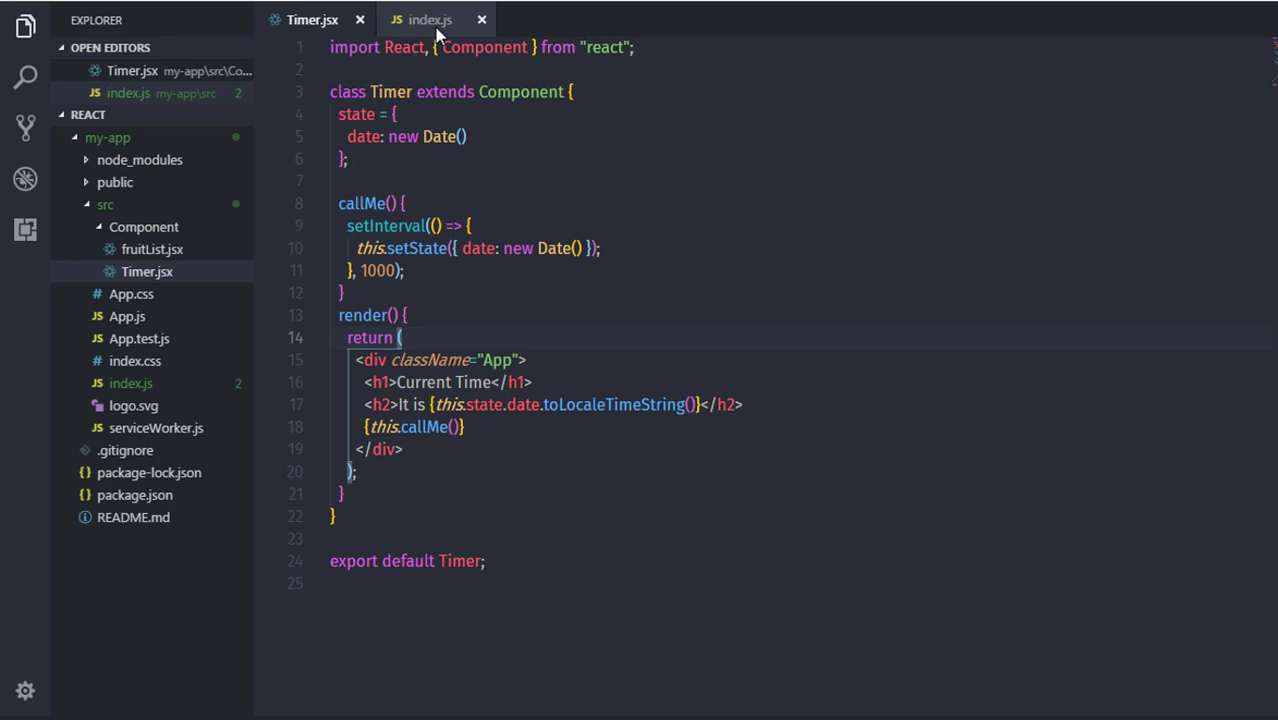 EXPLORER
OPEN EDITORS
Timer.jsx my-app\src\Co...
index.js my-app\src 2
REACT
my-app
node_modules
public
src
Component
fruitList.jsx
Timer.jsx
App.css
App.js
App.test.js
index.css
index.js 2
logo.svg
serviceWorker.js
.gitignore
package-lock.json
package.json
README.md
Timer.jsx
JS index.js
1 import React, { Component } from "react";
2
3 class Timer extends Component {
4 state = {
5 date: new Date()
6 };
7
8 callMe() {
9 setInterval(() => {
10 this.setState({ date: new Date() });
11 }, 1000);
12 }
13 render() {
14 return (
15 <div className="App">
16 <h1>Current Time</h1>
17 <h2>It is {this.state.date.toLocaleTimeString()}</h2>
18 {this.callMe()}
19 </div>
20 );
21 }
22 }
23
24 export default Timer;
25